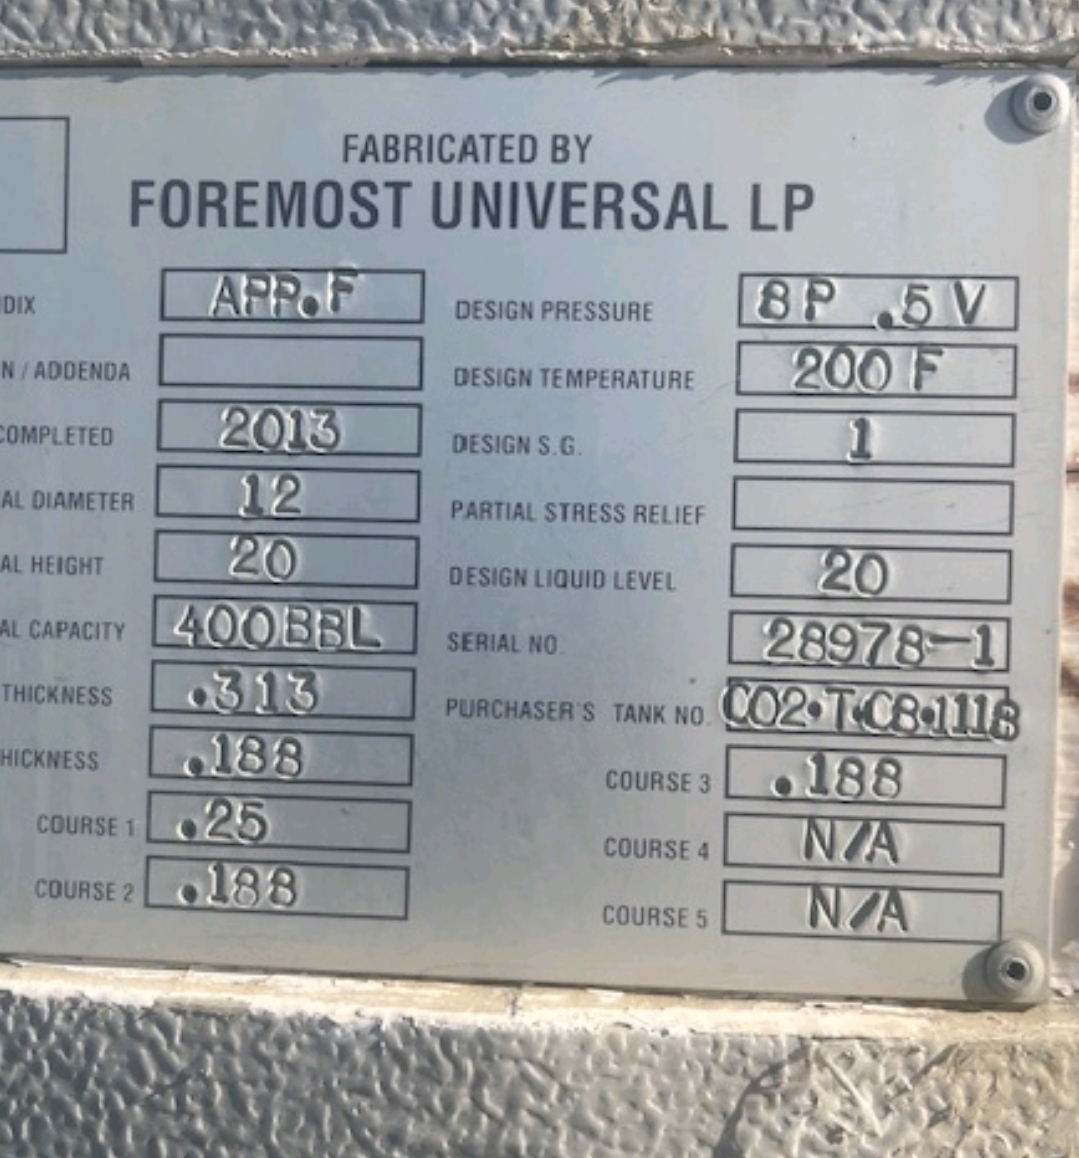 FABRICATED BY
FOREMOST UNIVERSAL LP
DIX APP.F DESIGN PRESSURE 8P .5V
N / ADDENDA DESIGN TEMPERATURE 200 F
COMPLETED 2013 DESIGN S.G. 1
AL DIAMETER 12 PARTIAL STRESS RELIEF
AL HEIGHT 20 DESIGN LIQUID LEVEL 20
AL CAPACITY 400BBL SERIAL NO. 28978-1
THICKNESS .313 PURCHASER'S TANK NO. CO2•T•C8•1118
HICKNESS .188 COURSE 3 .188
COURSE 1 .25 COURSE 4 N/A
COURSE 2 .188 COURSE 5 N/A